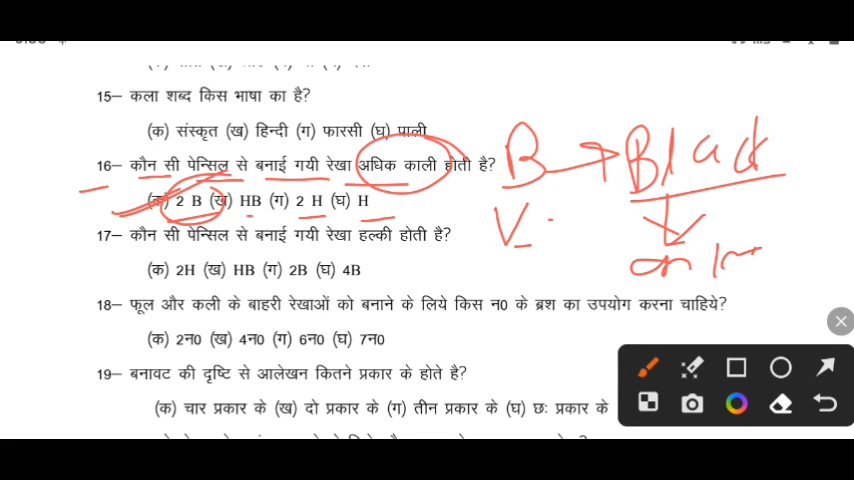 15– कला शब्द किस भाषा का है?
(क) संस्कृत (ख) हिन्दी (ग) फारसी (घ) पाली
16– कौन सी पेन्सिल से बनाई गयी रेखा अधिक काली होती है?
(क) 2 B (ख) HB (ग) 2 H (घ) H
B → Black
17– कौन सी पेन्सिल से बनाई गयी रेखा हल्की होती है?
(क) 2H (ख) HB (ग) 2B (घ) 4B
18– फूल और कली के बाहरी रेखाओं को बनाने के लिये किस न0 के ब्रश का उपयोग करना चाहिये?
(क) 2न0 (ख) 4न0 (ग) 6न0 (घ) 7न0
19– बनावट की दृष्टि से आलेखन कितने प्रकार के होते है?
(क) चार प्रकार के (ख) दो प्रकार के (ग) तीन प्रकार के (घ) छः प्रकार के